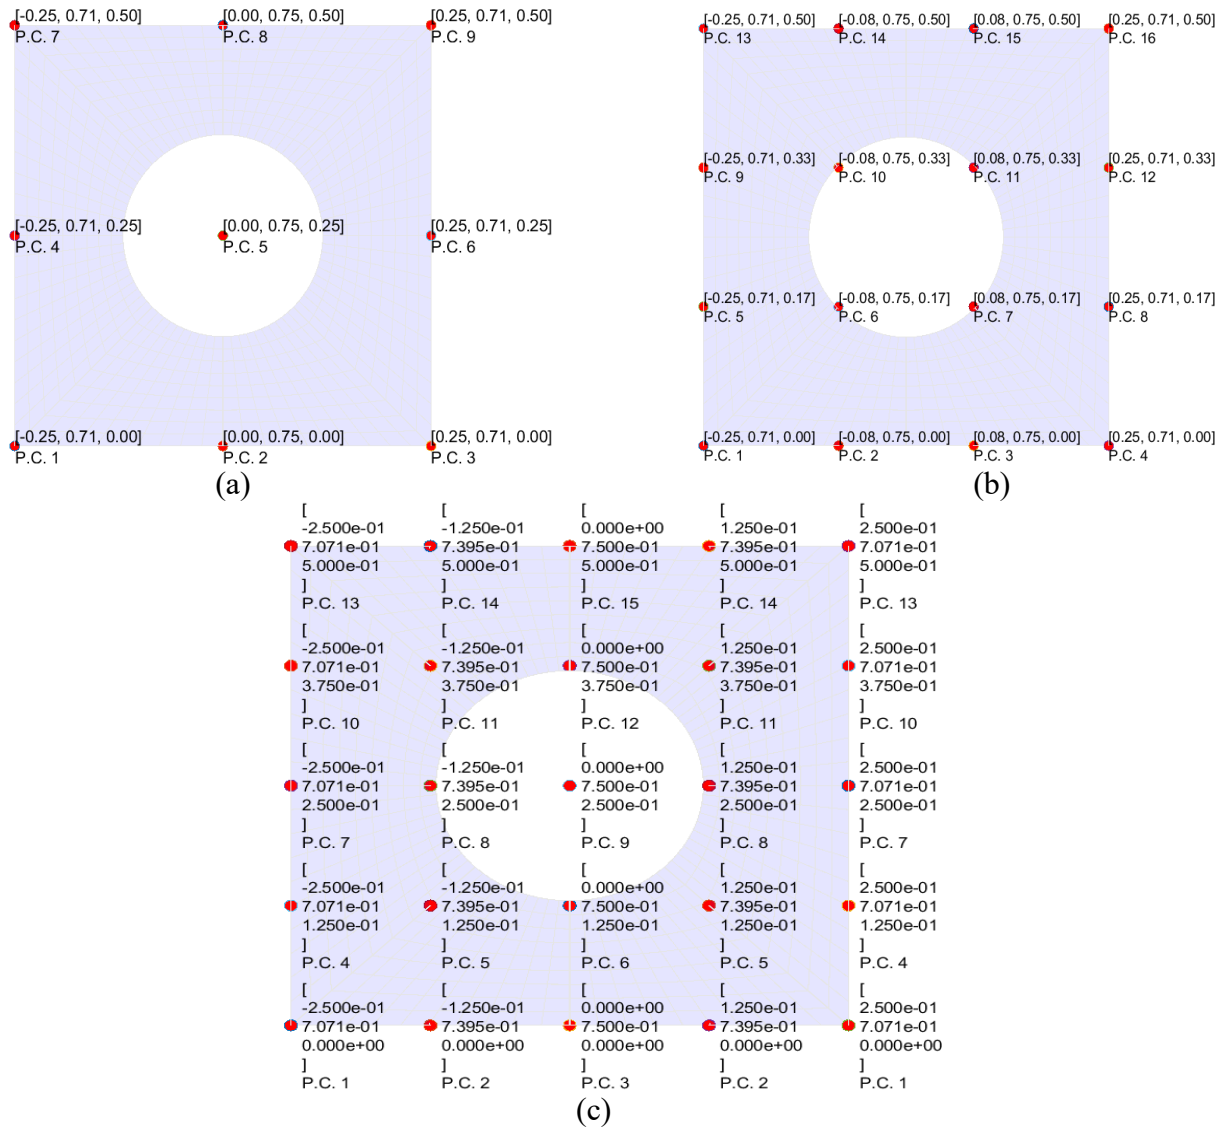 [-0.25, 0.71, 0.50]
P.C. 7
[0.00, 0.75, 0.50]
P.C. 8
[0.25, 0.71, 0.50]
P.C. 9
[-0.25, 0.71, 0.25]
P.C. 4
[0.00, 0.75, 0.25]
P.C. 5
[0.25, 0.71, 0.25]
P.C. 6
[-0.25, 0.71, 0.00]
P.C. 1
[0.00, 0.75, 0.00]
P.C. 2
[0.25, 0.71, 0.00]
P.C. 3
(a)
[-0.25, 0.71, 0.50]
P.C. 13
[-0.08, 0.75, 0.50]
P.C. 14
[0.08, 0.75, 0.50]
P.C. 15
[0.25, 0.71, 0.50]
P.C. 16
[-0.25, 0.71, 0.33]
P.C. 9
[-0.08, 0.75, 0.33]
P.C. 10
[0.08, 0.75, 0.33]
P.C. 11
[0.25, 0.71, 0.33]
P.C. 12
[-0.25, 0.71, 0.17]
P.C. 5
[-0.08, 0.75, 0.17]
P.C. 6
[0.08, 0.75, 0.17]
P.C. 7
[0.25, 0.71, 0.17]
P.C. 8
[-0.25, 0.71, 0.00]
P.C. 1
[-0.08, 0.75, 0.00]
P.C. 2
[0.08, 0.75, 0.00]
P.C. 3
[0.25, 0.71, 0.00]
P.C. 4
(b)
[
-2.500e-01
7.071e-01
5.000e-01
]
P.C. 13
[
-1.250e-01
7.395e-01
5.000e-01
]
P.C. 14
[
0.000e+00
7.500e-01
5.000e-01
]
P.C. 15
[
1.250e-01
7.395e-01
5.000e-01
]
P.C. 14
[
2.500e-01
7.071e-01
5.000e-01
]
P.C. 13
[
-2.500e-01
7.071e-01
3.750e-01
]
P.C. 10
[
-1.250e-01
7.395e-01
3.750e-01
]
P.C. 11
[
0.000e+00
7.500e-01
3.750e-01
]
P.C. 12
[
1.250e-01
7.395e-01
3.750e-01
]
P.C. 11
[
2.500e-01
7.071e-01
3.750e-01
]
P.C. 10
[
-2.500e-01
7.071e-01
2.500e-01
]
P.C. 7
[
-1.250e-01
7.395e-01
2.500e-01
]
P.C. 8
[
0.000e+00
7.500e-01
2.500e-01
]
P.C. 9
[
1.250e-01
7.395e-01
2.500e-01
]
P.C. 8
[
2.500e-01
7.071e-01
2.500e-01
]
P.C. 7
[
-2.500e-01
7.071e-01
1.250e-01
]
P.C. 4
[
-1.250e-01
7.395e-01
1.250e-01
]
P.C. 5
[
0.000e+00
7.500e-01
1.250e-01
]
P.C. 6
[
1.250e-01
7.395e-01
1.250e-01
]
P.C. 5
[
2.500e-01
7.071e-01
1.250e-01
]
P.C. 4
[
-2.500e-01
7.071e-01
0.000e+00
]
P.C. 1
[
-1.250e-01
7.395e-01
0.000e+00
]
P.C. 2
[
0.000e+00
7.500e-01
0.000e+00
]
P.C. 3
[
1.250e-01
7.395e-01
0.000e+00
]
P.C. 2
[
2.500e-01
7.071e-01
0.000e+00
]
P.C. 1
(c)